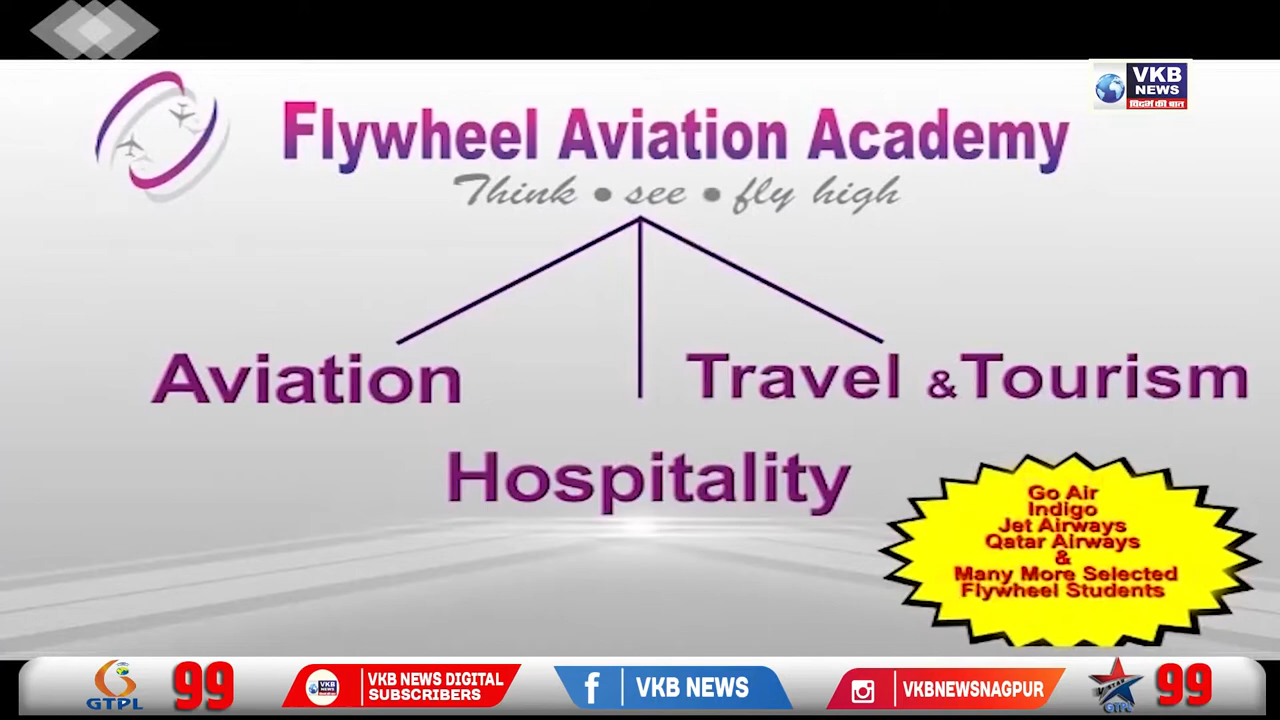 VKB
NEWS
विदर्भ की बात
Flywheel Aviation Academy
Think • see • fly high
Aviation
Travel & Tourism
Hospitality
Go Air
Indigo
Jet Airways
Qatar Airways
&
Many More Selected
Flywheel Students
GTPL
99
VKB NEWS DIGITAL
SUBSCRIBERS
VKB NEWS
VKBNEWSNAGPUR
GTPL
99